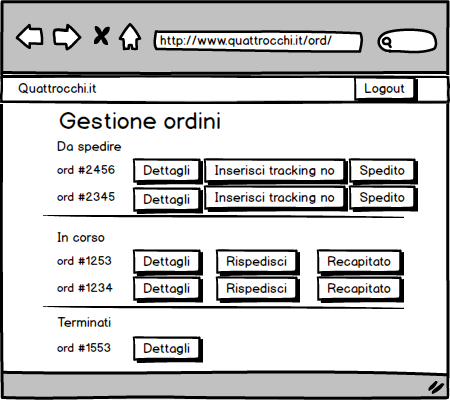 http://www.quattrocchi.it/ord/
Quattrocchi.it Logout
Gestione ordini
Da spedire
ord #2456 Dettagli Inserisci tracking no Spedito
ord #2345 Dettagli Inserisci tracking no Spedito
In corso
ord #1253 Dettagli Rispedisci Recapitato
ord #1234 Dettagli Rispedisci Recapitato
Terminati
ord #1553 Dettagli